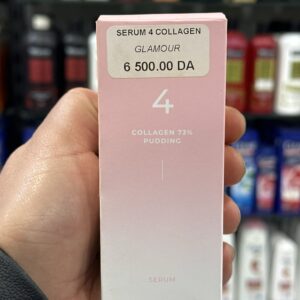 SERUM 4 COLLAGEN
GLAMOUR
6 500.00 DA
4
COLLAGEN 73%
PUDDING
SERUM